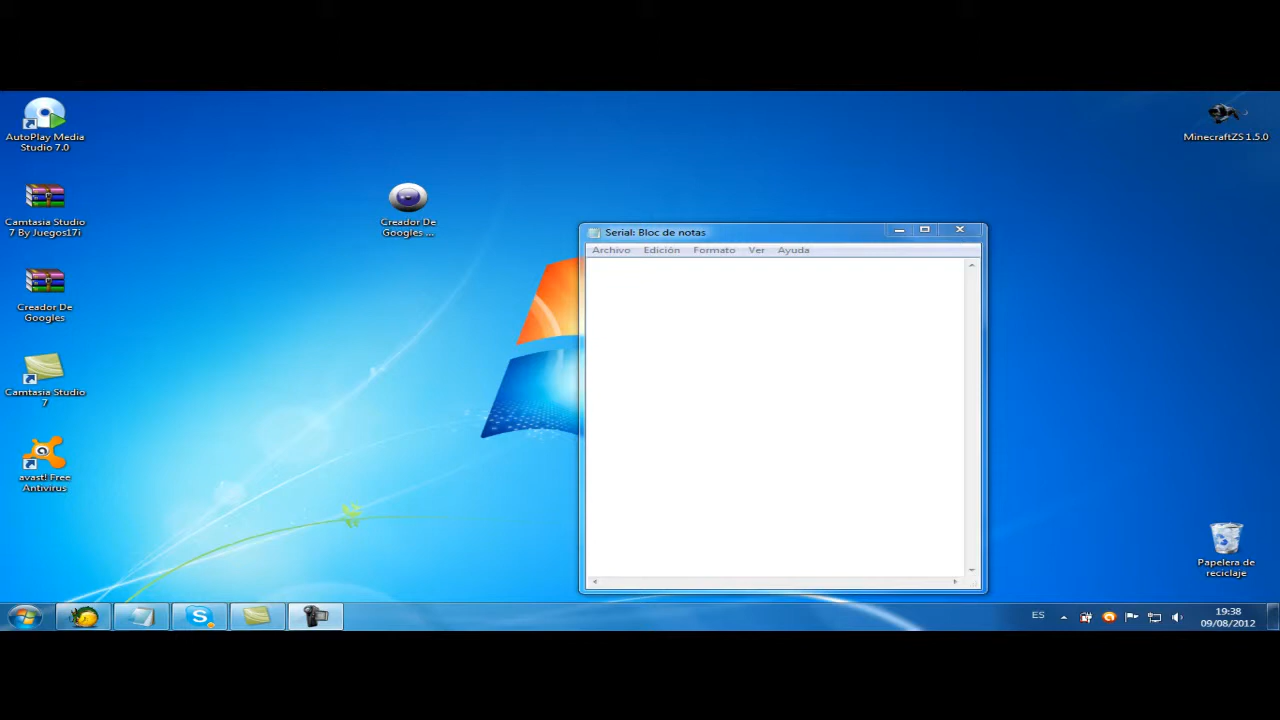 AutoPlay Media
Studio 7.0
Camtasia Studio
7 By Juegos17i
Creador De
Googles
Camtasia Studio
7
avast! Free
Antivirus
Creador De
Googles ...
Serial: Bloc de notas
Archivo Edición Formato Ver Ayuda
MinecraftZS 1.5.0
Papelera de
reciclaje
ES
19:38
09/08/2012